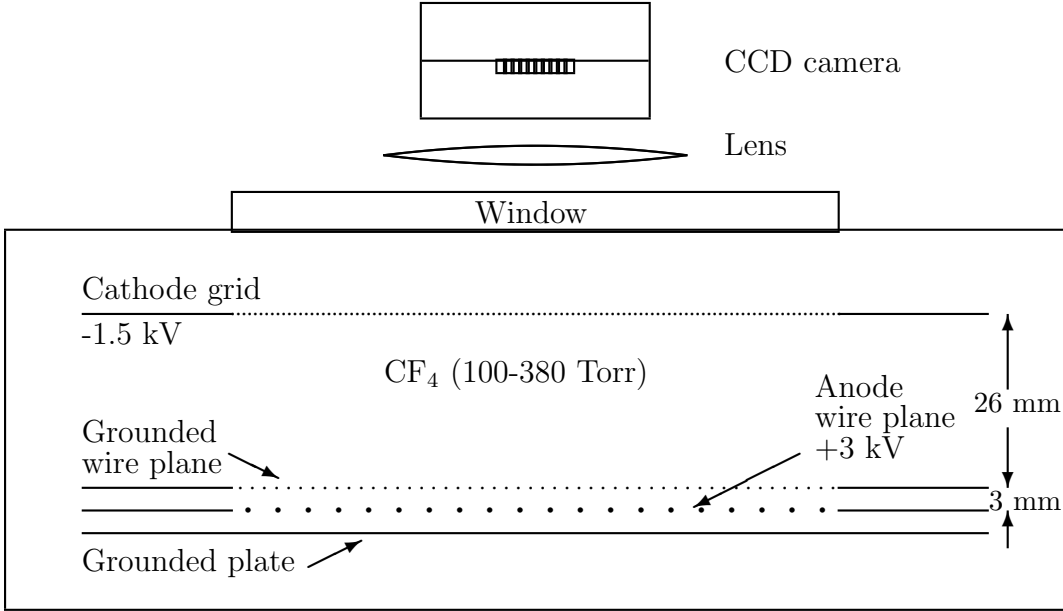 CCD camera
Lens
Window
Cathode grid
-1.5 kV
CF₄ (100-380 Torr)
Anode
wire plane
+3 kV
26 mm
Grounded
wire plane
3 mm
Grounded plate